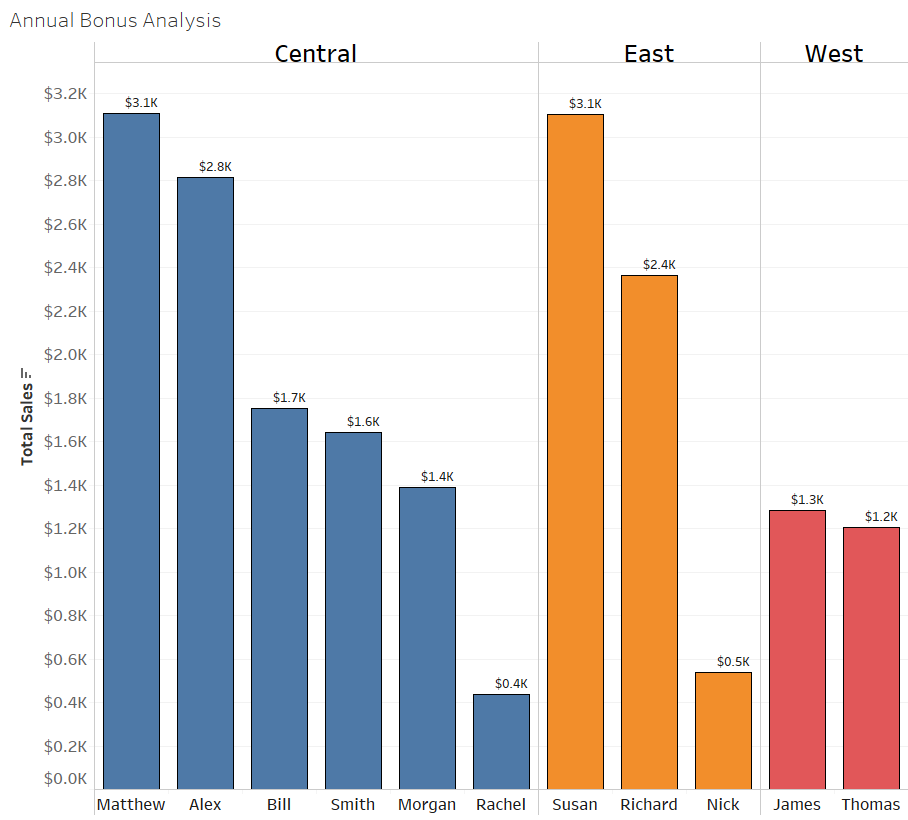 Annual Bonus Analysis
Central East West
$3.2K
$3.0K
$2.8K
$2.6K
$2.4K
$2.2K
$2.0K
$1.8K
$1.6K
$1.4K
$1.2K
$1.0K
$0.8K
$0.6K
$0.4K
$0.2K
$0.0K
Total Sales
$3.1K
$2.8K
$1.7K
$1.6K
$1.4K
$0.4K
$3.1K
$2.4K
$0.5K
$1.3K
$1.2K
Matthew Alex Bill Smith Morgan Rachel Susan Richard Nick James Thomas